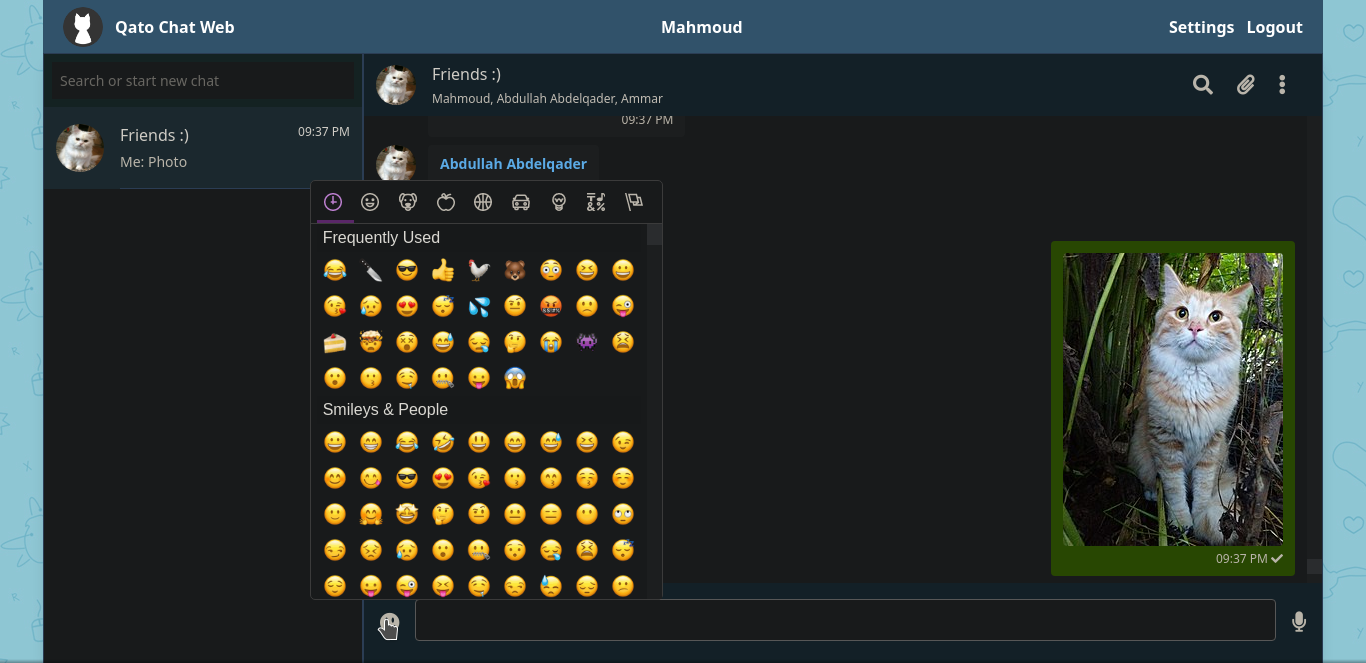 Qato Chat Web
Mahmoud
Settings Logout
Search or start new chat
Friends :)
09:37 PM
Me: Photo
Friends :)
Mahmoud, Abdullah Abdelqader, Ammar
09:37 PM
Abdullah Abdelqader
Frequently Used
Smileys & People
09:37 PM